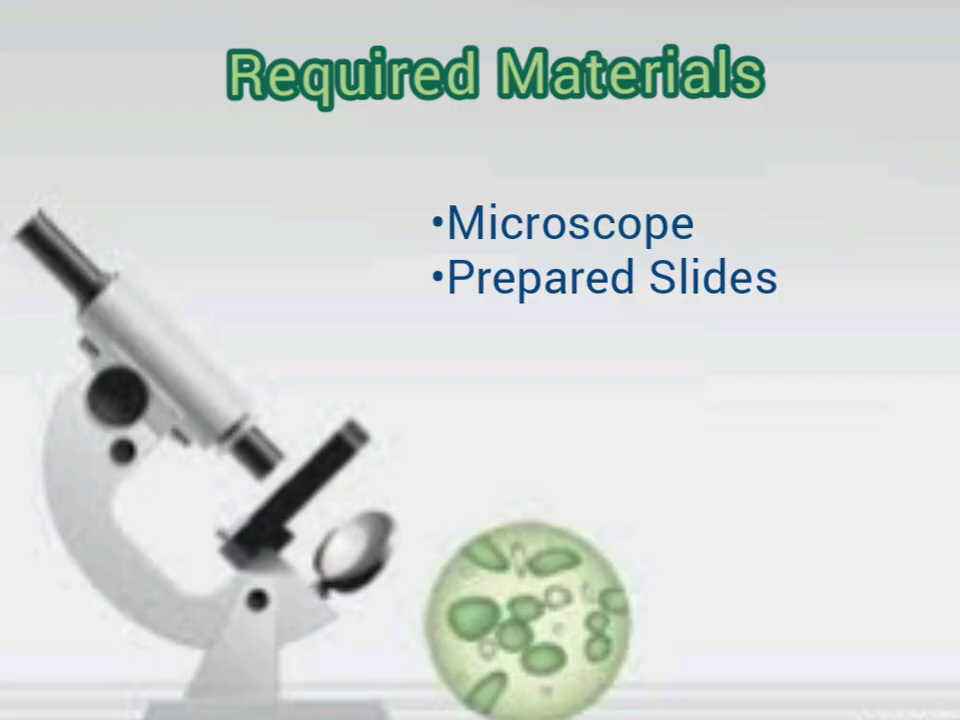 Required Materials
•Microscope
•Prepared Slides